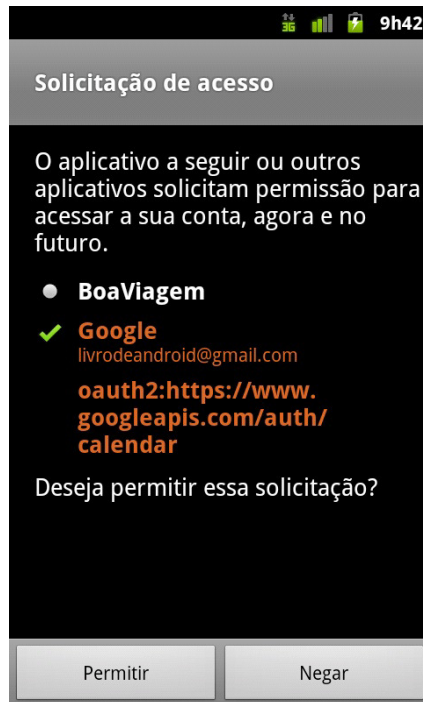 3G 9h42
Solicitação de acesso
O aplicativo a seguir ou outros
aplicativos solicitam permissão para
acessar a sua conta, agora e no
futuro.
BoaViagem
Google
livrodeandroid@gmail.com
oauth2:https://www.
googleapis.com/auth/
calendar
Deseja permitir essa solicitação?
Permitir Negar